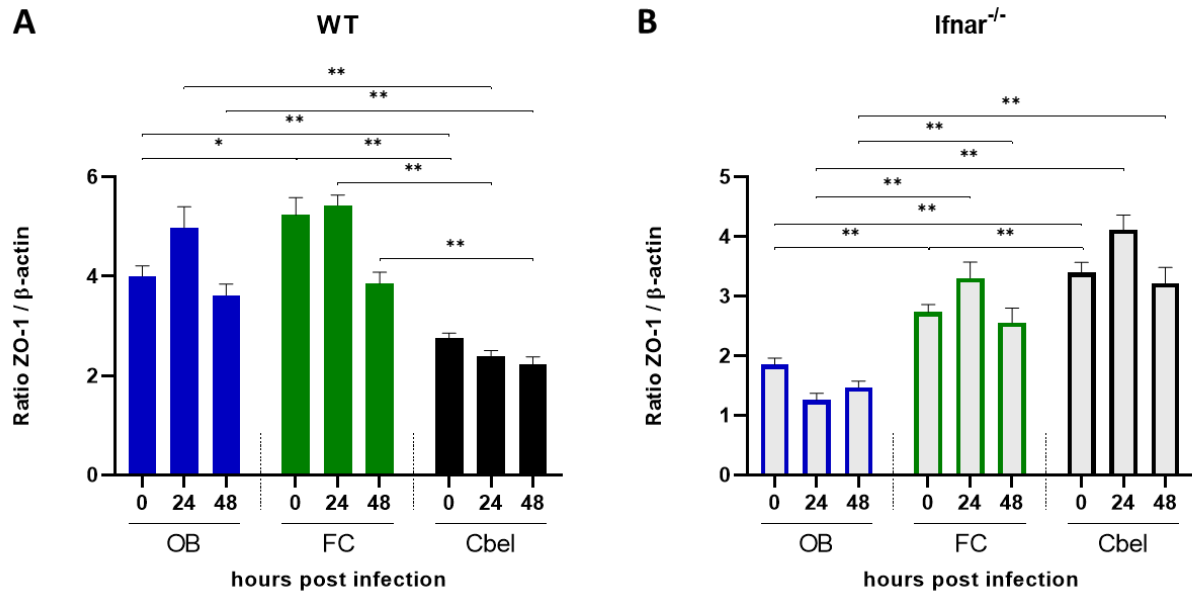 A
WT
**
**
**
*
**
**
**
6
4
2
0
Ratio ZO-1 / β-actin
0 24 48 0 24 48 0 24 48
OB FC Cbel
hours post infection
B
Ifnar-/-
**
**
**
**
**
**
**
5
4
3
2
1
0
Ratio ZO-1 / β-actin
0 24 48 0 24 48 0 24 48
OB FC Cbel
hours post infection